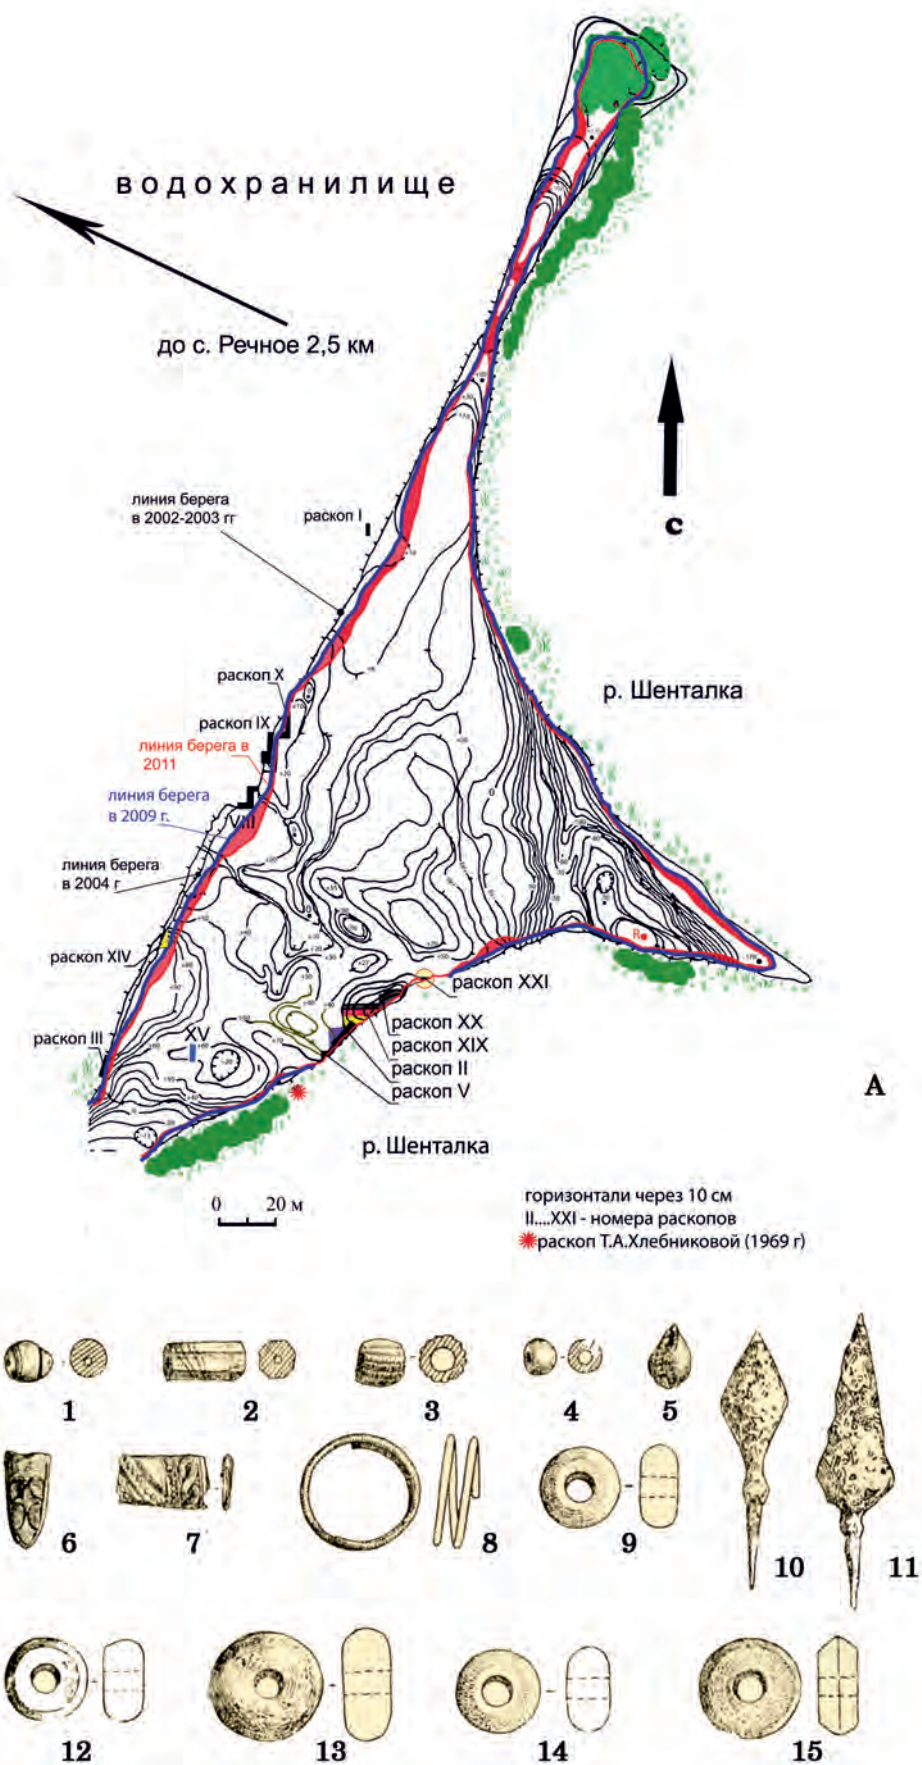 водохранилище
до с. Речное 2,5 км
с
линия берега
в 2002-2003 гг
раскоп I
раскоп X
р. Шенталка
раскоп IX
линия берега в
2011
линия берега
в 2009 г.
VIII
линия берега
в 2004 г
R
раскоп XIV
раскоп XXI
раскоп III
XV
раскоп XX
раскоп XIX
раскоп II
раскоп V
А
р. Шенталка
0 20 м
горизонтали через 10 см
II....XXI - номера раскопов
раскоп Т.А.Хлебниковой (1969 г)
1 2 3 4 5
6 7 8 9 10 11
12 13 14 15